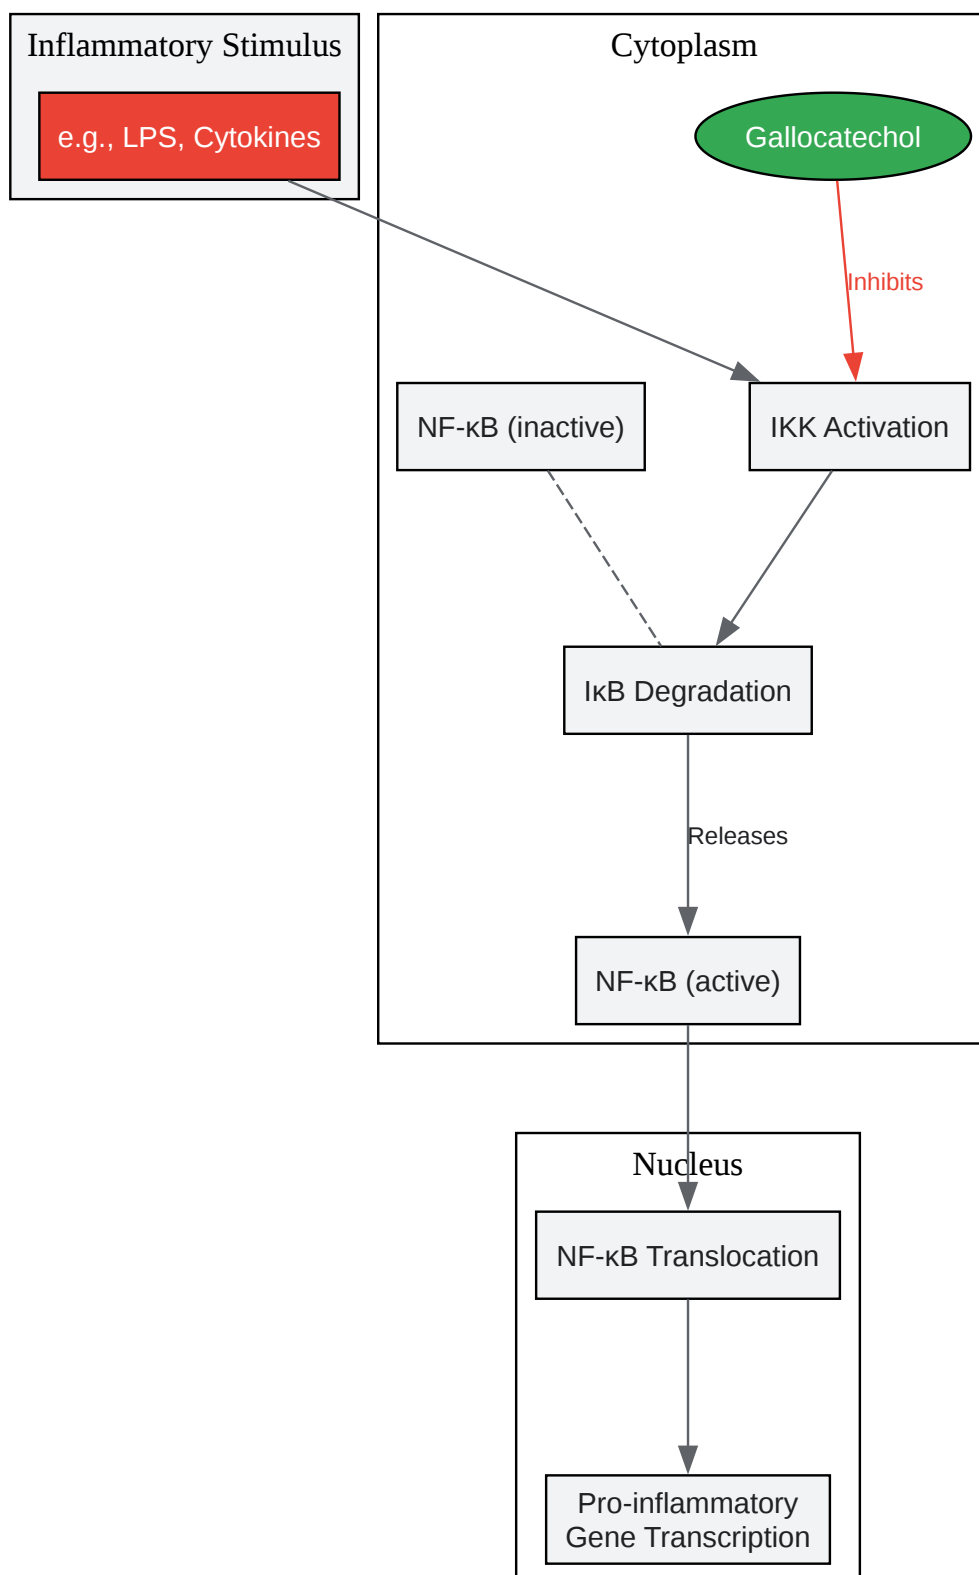 Inflammatory Stimulus
Cytoplasm
e.g., LPS, Cytokines
Gallocatechol
Inhibits
NF-κB (inactive)
IKK Activation
IκB Degradation
Releases
NF-κB (active)
Nucleus
NF-κB Translocation
Pro-inflammatory
Gene Transcription